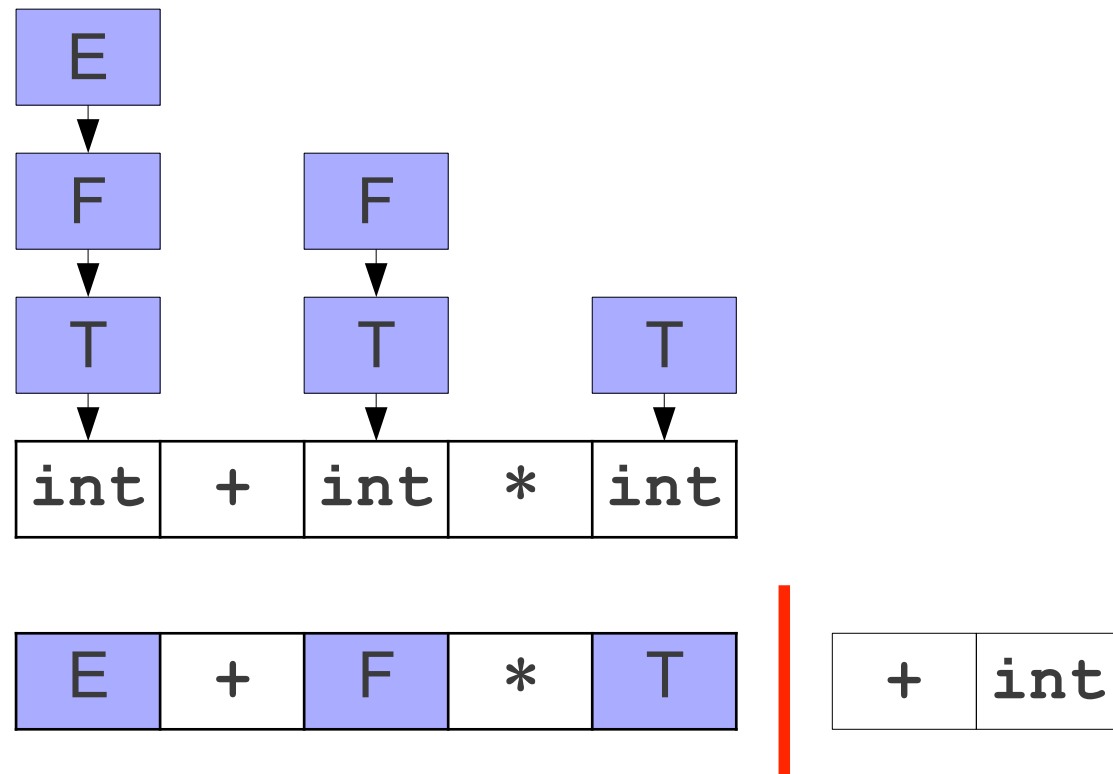 E
F F
T T T
int + int * int
E + F * T + int